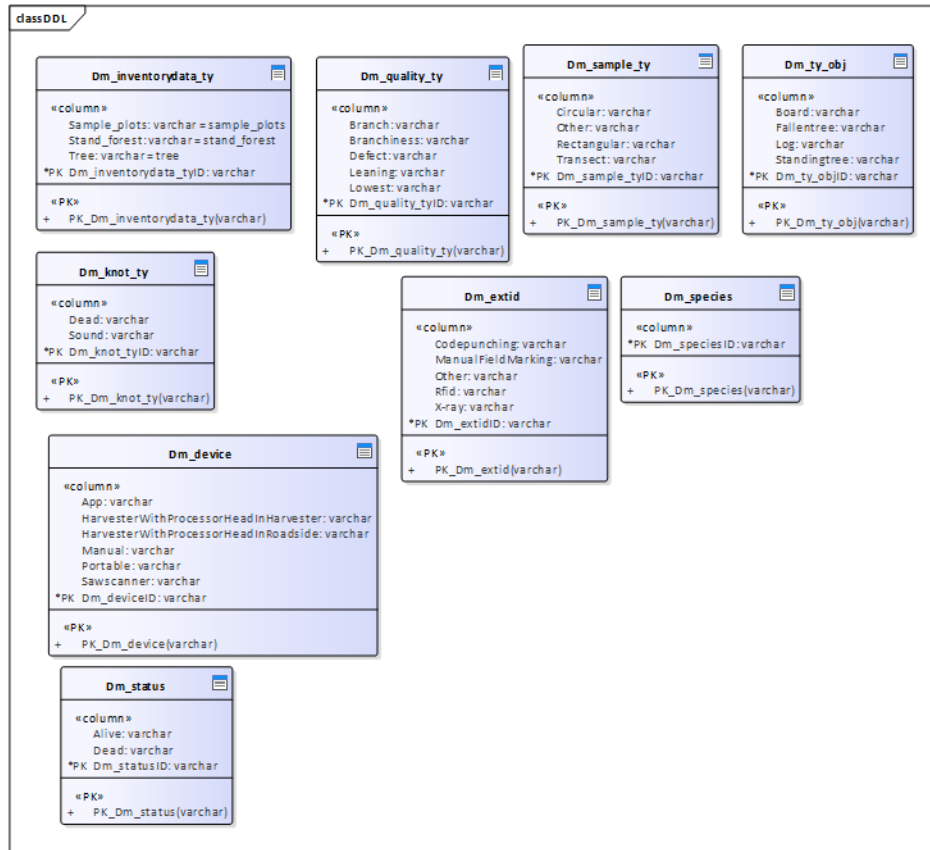 classDDL
Dm_inventorydata_ty
«column»
Sample_plots: varchar = sample_plots
Stand_forest: varchar = stand_forest
Tree: varchar = tree
*PK Dm_inventorydata_tyID: varchar
«PK»
+ PK_Dm_inventorydata_ty(varchar)
Dm_quality_ty
«column»
Branch: varchar
Branchiness: varchar
Defect: varchar
Leaning: varchar
Lowest: varchar
*PK Dm_quality_tyID: varchar
«PK»
+ PK_Dm_quality_ty(varchar)
Dm_sample_ty
«column»
Circular: varchar
Other: varchar
Rectangular: varchar
Transect: varchar
*PK Dm_sample_tyID: varchar
«PK»
+ PK_Dm_sample_ty(varchar)
Dm_ty_obj
«column»
Board: varchar
Fallentree: varchar
Log: varchar
Standingtree: varchar
*PK Dm_ty_objID: varchar
«PK»
+ PK_Dm_ty_obj(varchar)
Dm_knot_ty
«column»
Dead: varchar
Sound: varchar
*PK Dm_knot_tyID: varchar
«PK»
+ PK_Dm_knot_ty(varchar)
Dm_extid
«column»
Codepunching: varchar
ManualFieldMarking: varchar
Other: varchar
Rfid: varchar
X-ray: varchar
*PK Dm_extidID: varchar
«PK»
+ PK_Dm_extid(varchar)
Dm_species
«column»
*PK Dm_speciesID: varchar
«PK»
+ PK_Dm_species(varchar)
Dm_device
«column»
App: varchar
HarvesterWithProcessorHeadInHarvester: varchar
HarvesterWithProcessorHeadInRoadside: varchar
Manual: varchar
Portable: varchar
Sawscanner: varchar
*PK Dm_deviceID: varchar
«PK»
+ PK_Dm_device(varchar)
Dm_status
«column»
Alive: varchar
Dead: varchar
*PK Dm_statusID: varchar
«PK»
+ PK_Dm_status(varchar)